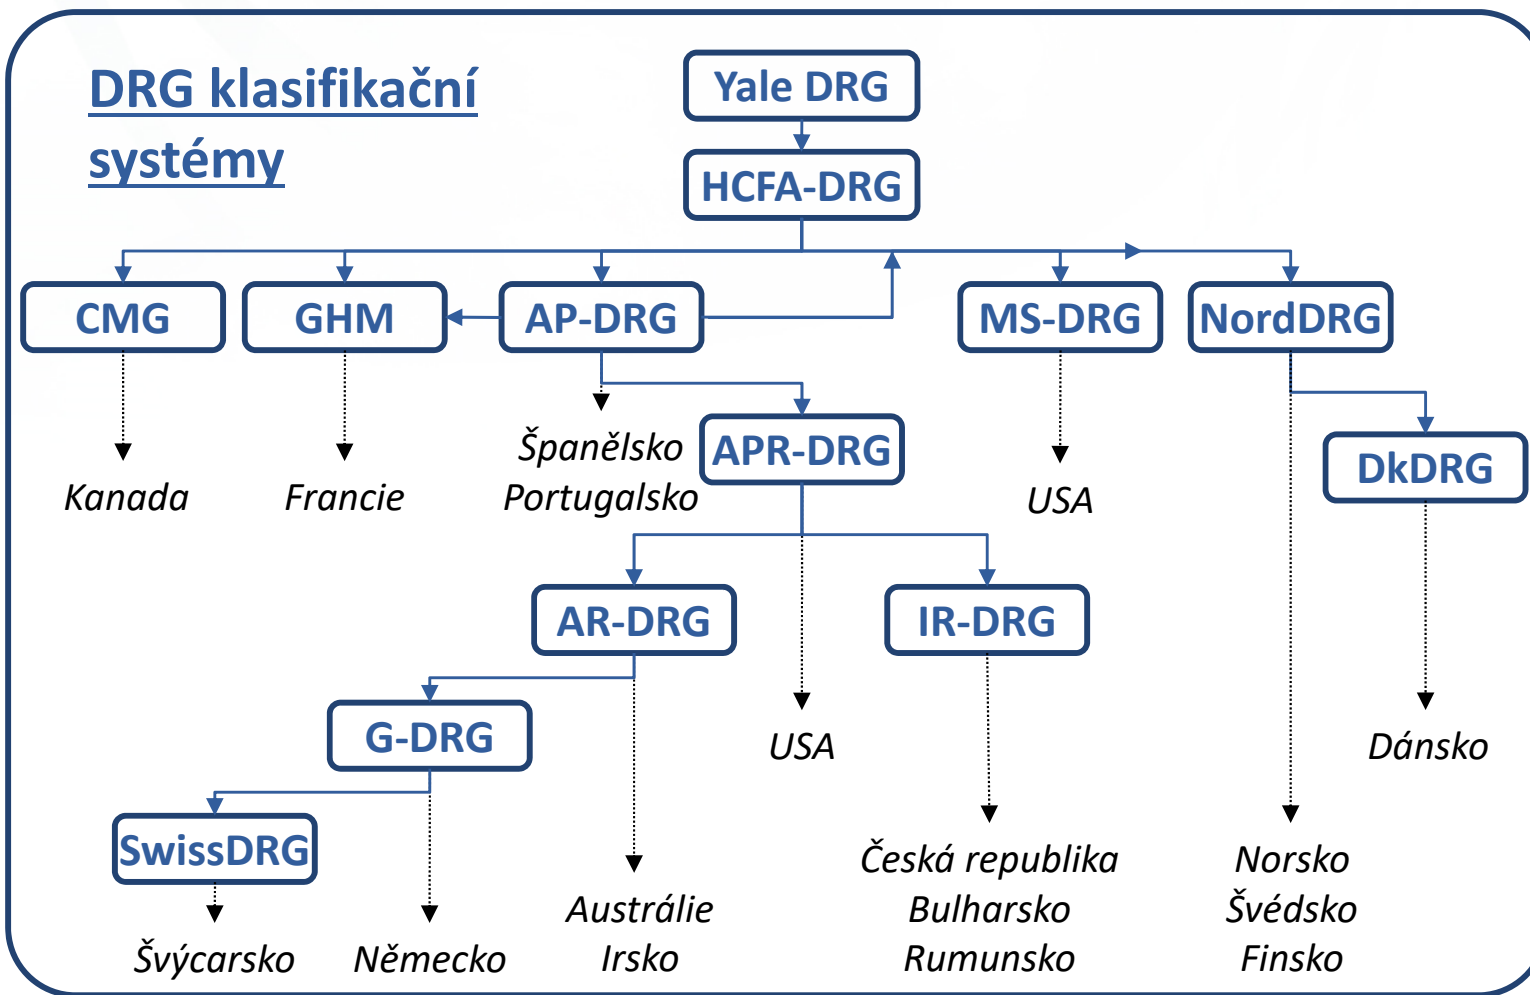 DRG klasifikační
systémy
Yale DRG
HCFA-DRG
CMG
GHM
AP-DRG
MS-DRG
NordDRG
Španělsko
Portugalsko
APR-DRG
DkDRG
Kanada
Francie
USA
AR-DRG
IR-DRG
G-DRG
USA
Dánsko
SwissDRG
Česká republika
Bulharsko
Rumunsko
Norsko
Švédsko
Finsko
Austrálie
Irsko
Švýcarsko
Německo